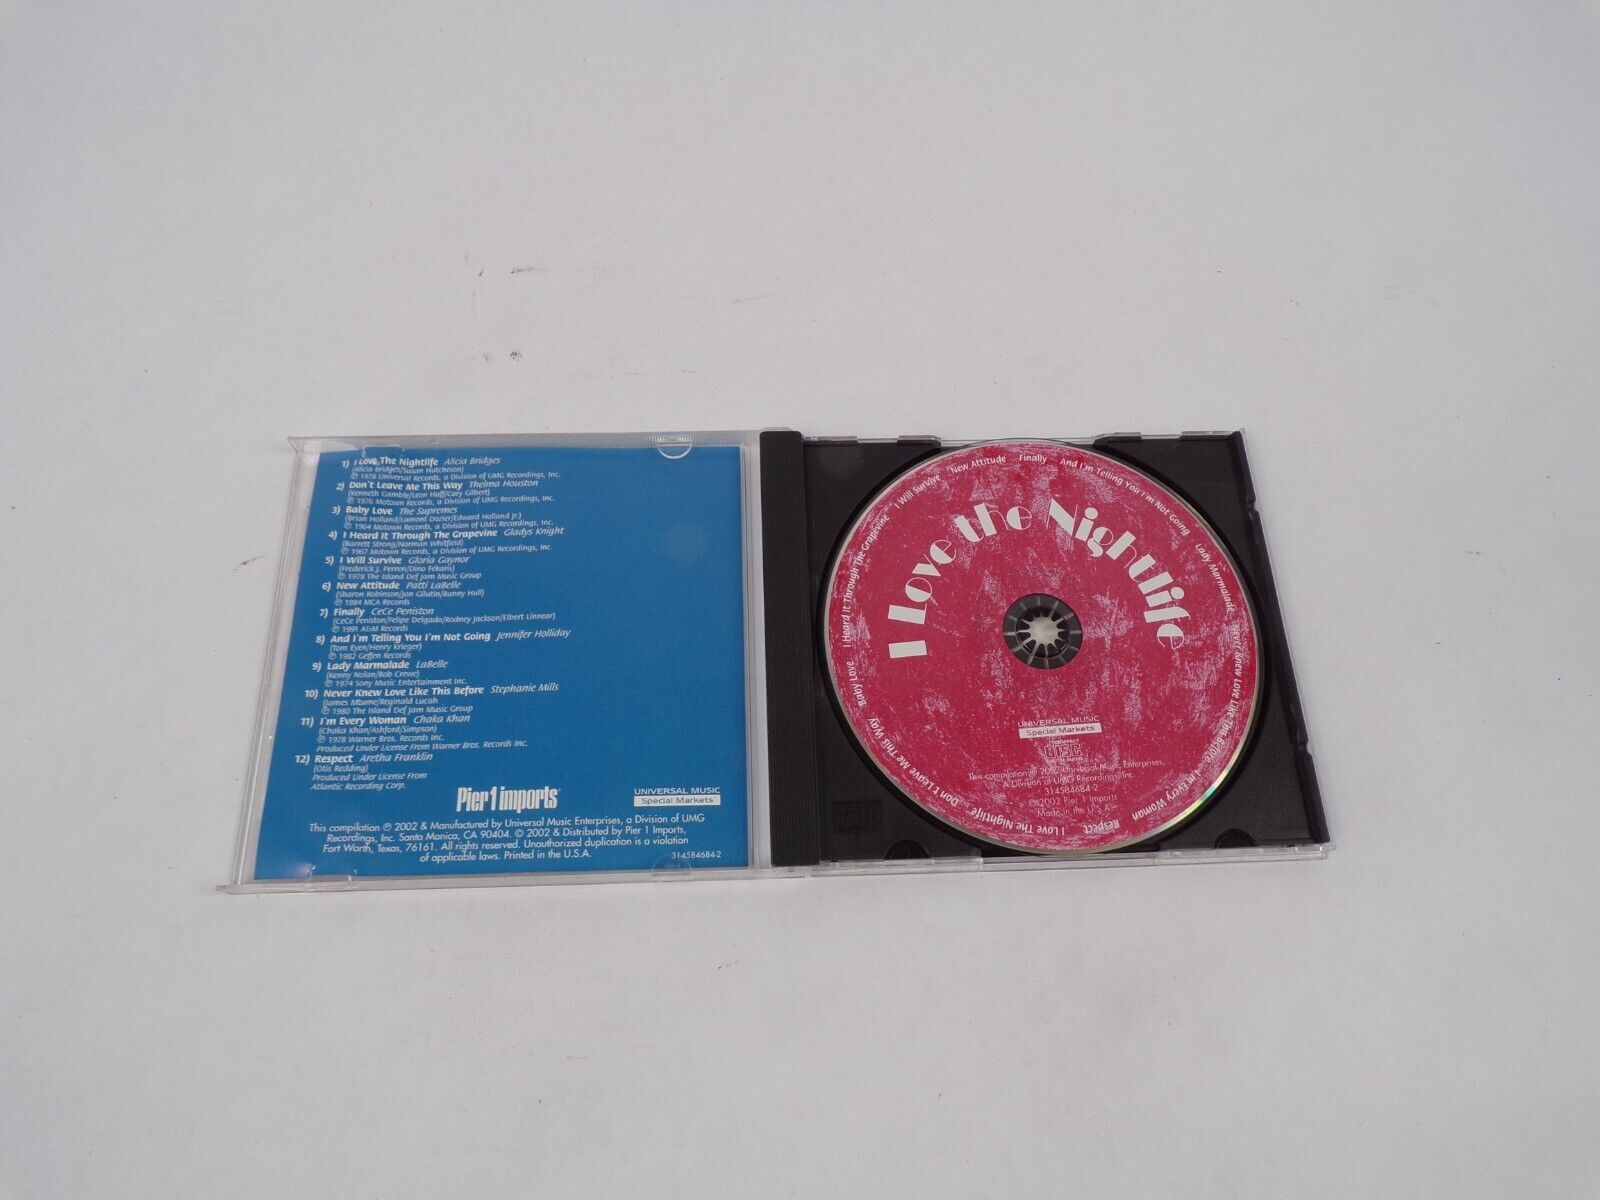 1) I Love The Nightlife Alicia Bridges
(Alicia Bridges/Susan Hutcheson)
℗ 1978 Universal Records, a Division of UMG Recordings, Inc.
2) Don't Leave Me This Way Thelma Houston
(Kenneth Gamble/Leon Huff/Cary Gilbert)
℗ 1976 Motown Records, a Division of UMG Recordings, Inc.
3) Baby Love The Supremes
(Brian Holland/Lamont Dozier/Edward Holland Jr.)
℗ 1964 Motown Records, a Division of UMG Recordings, Inc.
4) I Heard It Through The Grapevine Gladys Knight
(Barrett Strong/Norman Whitfield)
℗ 1967 Motown Records, a Division of UMG Recordings, Inc.
5) I Will Survive Gloria Gaynor
(Frederick J. Perren/Dino Fekaris)
℗ 1978 The Island Def Jam Music Group
6) New Attitude Patti LaBelle
(Sharon Robinson/Jon Gilutin/Bunny Hull)
℗ 1984 MCA Records
7) Finally CeCe Peniston
(CeCe Peniston/Felipe Delgado/Rodney Jackson/Elbert Linnear)
℗ 1991 A&M Records
8) And I'm Telling You I'm Not Going Jennifer Holliday
(Tom Eyen/Henry Krieger)
℗ 1982 Geffen Records
9) Lady Marmalade LaBelle
(Kenny Nolan/Bob Crewe)
℗ 1974 Sony Music Entertainment Inc.
10) Never Knew Love Like This Before Stephanie Mills
(James Mtume/Reginald Lucas)
℗ 1980 The Island Def Jam Music Group
11) I'm Every Woman Chaka Khan
(Chaka Khan/Ashford/Simpson)
℗ 1978 Warner Bros. Records Inc.
Produced Under License From Warner Bros. Records Inc.
12) Respect Aretha Franklin
(Otis Redding)
Produced Under License From
Atlantic Recording Corp.
Pier 1 imports
UNIVERSAL MUSIC
Special Markets
This compilation ℗ 2002 & Manufactured by Universal Music Enterprises, a Division of UMG
Recordings, Inc. Santa Monica, CA 90404. © 2002 & Distributed by Pier 1 Imports,
Fort Worth, Texas, 76161. All rights reserved. Unauthorized duplication is a violation
of applicable laws. Printed in the U.S.A.
314584684-2
I Love the Nightlife
I Love The Nightlife Don't Leave Me This Way Baby Love I Heard It Through The Grapevine I Will Survive New Attitude Finally And I'm Telling You I'm Not Going Lady Marmalade Never Knew Love Like This Before I'm Every Woman Respect
UNIVERSAL MUSIC
Special Markets
COMPACT
disc
DIGITAL AUDIO
This compilation ℗ 2002 Universal Music Enterprises,
A Division of UMG Recordings, Inc
314584684-2
© 2002 Pier 1 Imports
Made in the U.S.A.